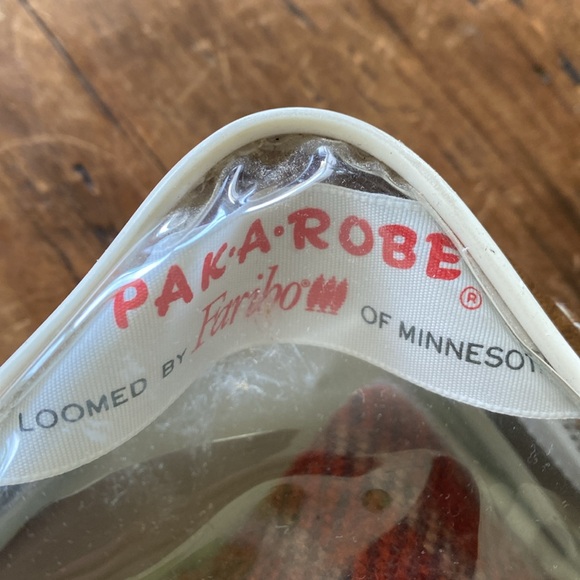 PAK·A·ROBE®
LOOMED BY Faribo® OF MINNESOT